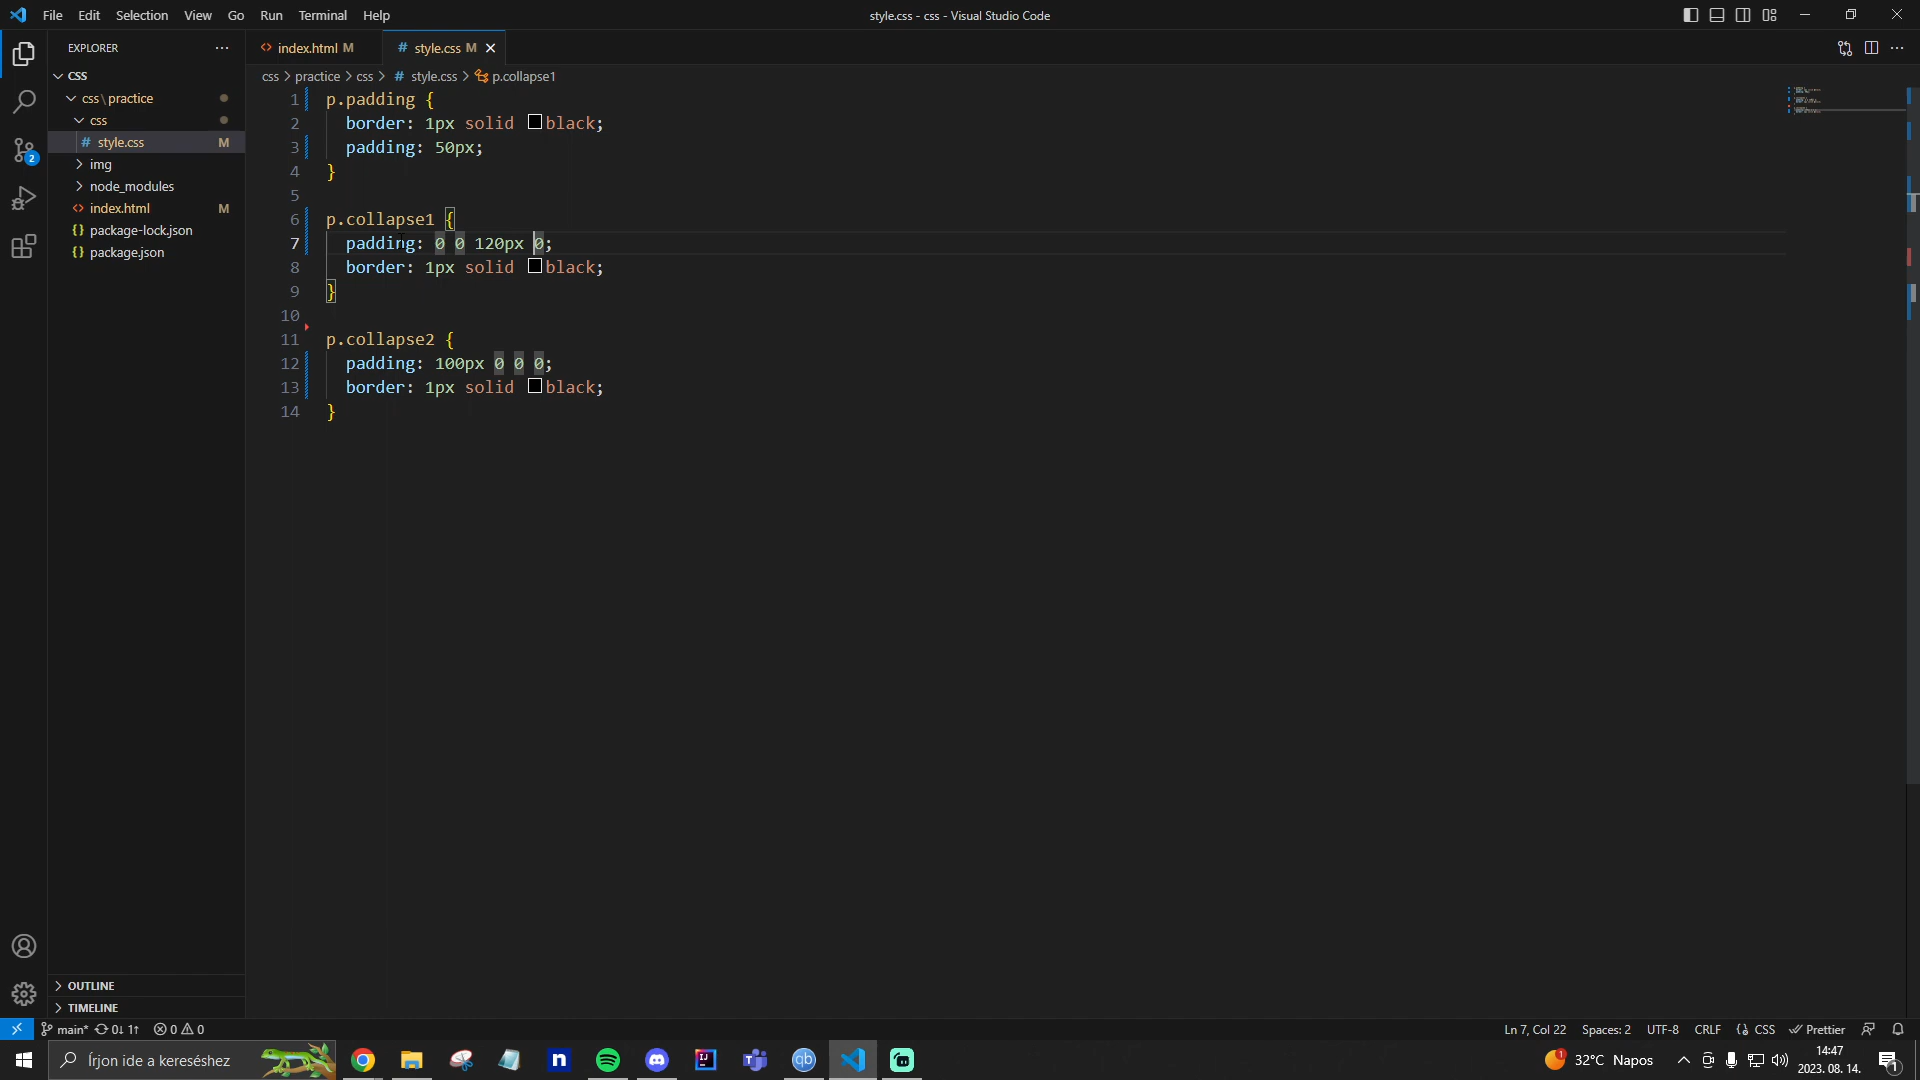 File Edit Selection View Go Run Terminal Help
style.css - css - Visual Studio Code
EXPLORER
index.html M
style.css M
CSS
css > practice > css > style.css > p.collapse1
css\practice
css
style.css M
img
node_modules
index.html M
package-lock.json
package.json
1 p.padding {
2 border: 1px solid black;
3 padding: 50px;
4 }
5
6 p.collapse1 {
7 padding: 0 0 120px 0;
8 border: 1px solid black;
9 }
10
11 p.collapse2 {
12 padding: 100px 0 0 0;
13 border: 1px solid black;
14 }
2
OUTLINE
TIMELINE
main* 0↓ 1↑ 0 0
Ln 7, Col 22 Spaces: 2 UTF-8 CRLF {} CSS Prettier
Írjon ide a kereséshez
n
IJ
T
qb
1
32°C Napos
14:47
2023. 08. 14.
1